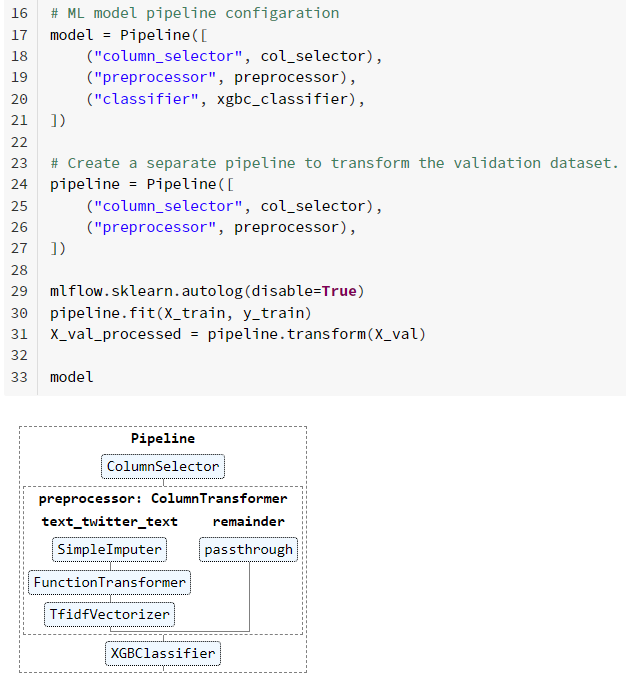 16 # ML model pipeline configaration
17 model = Pipeline([
18     ("column_selector", col_selector),
19     ("preprocessor", preprocessor),
20     ("classifier", xgbc_classifier),
21 ])
22
23 # Create a separate pipeline to transform the validation dataset.
24 pipeline = Pipeline([
25     ("column_selector", col_selector),
26     ("preprocessor", preprocessor),
27 ])
28
29 mlflow.sklearn.autolog(disable=True)
30 pipeline.fit(X_train, y_train)
31 X_val_processed = pipeline.transform(X_val)
32
33 model
Pipeline
ColumnSelector
preprocessor: ColumnTransformer
text_twitter_text remainder
SimpleImputer passthrough
FunctionTransformer
TfidfVectorizer
XGBClassifier